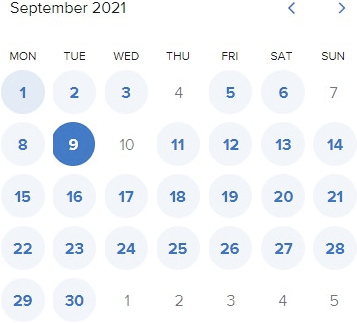 September 2021
MON TUE WED THU FRI SAT SUN
1 2 3 4 5 6 7
8 9 10 11 12 13 14
15 16 17 18 19 20 21
22 23 24 25 26 27 28
29 30 1 2 3 4 5